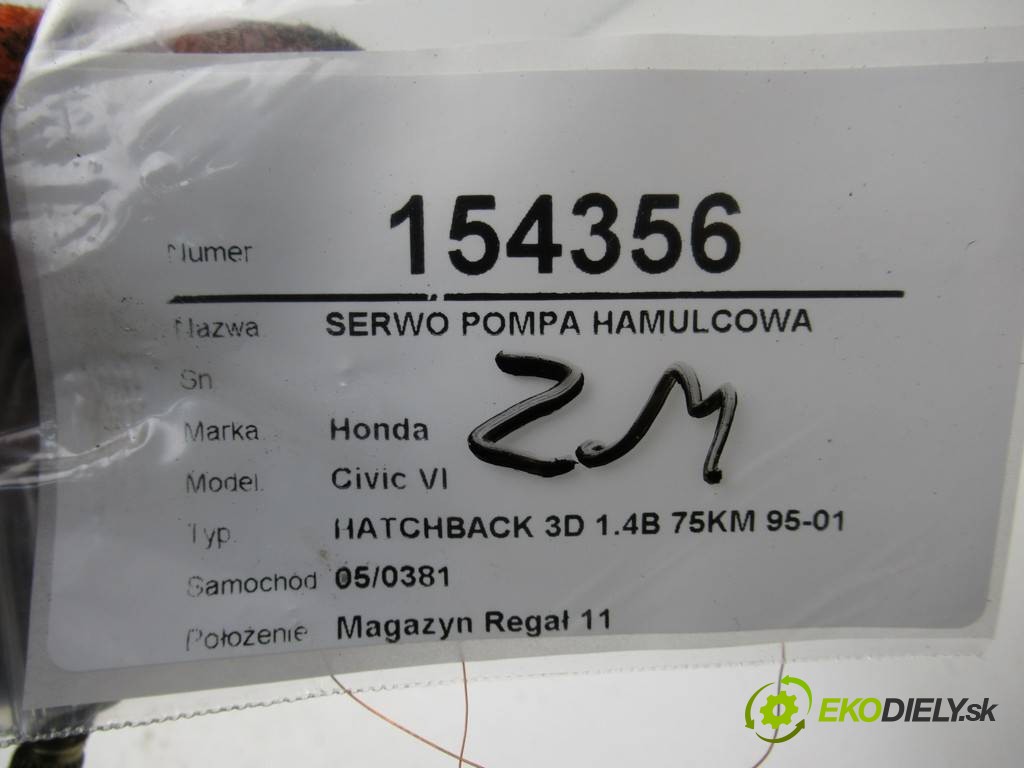 Numer 154356
Nazwa SERWO POMPA HAMULCOWA
Sn
Z.M
Marka Honda
Model. Civic VI
Typ. HATCHBACK 3D 1.4B 75KM 95-01
Samochód 05/0381
Położenie Magazyn Regał 11
EKODIELY.sk